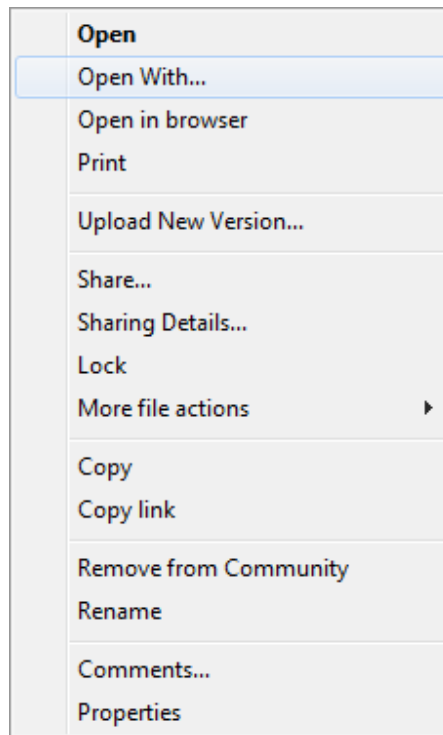 Open
Open With...
Open in browser
Print
Upload New Version...
Share...
Sharing Details...
Lock
More file actions
Copy
Copy link
Remove from Community
Rename
Comments...
Properties